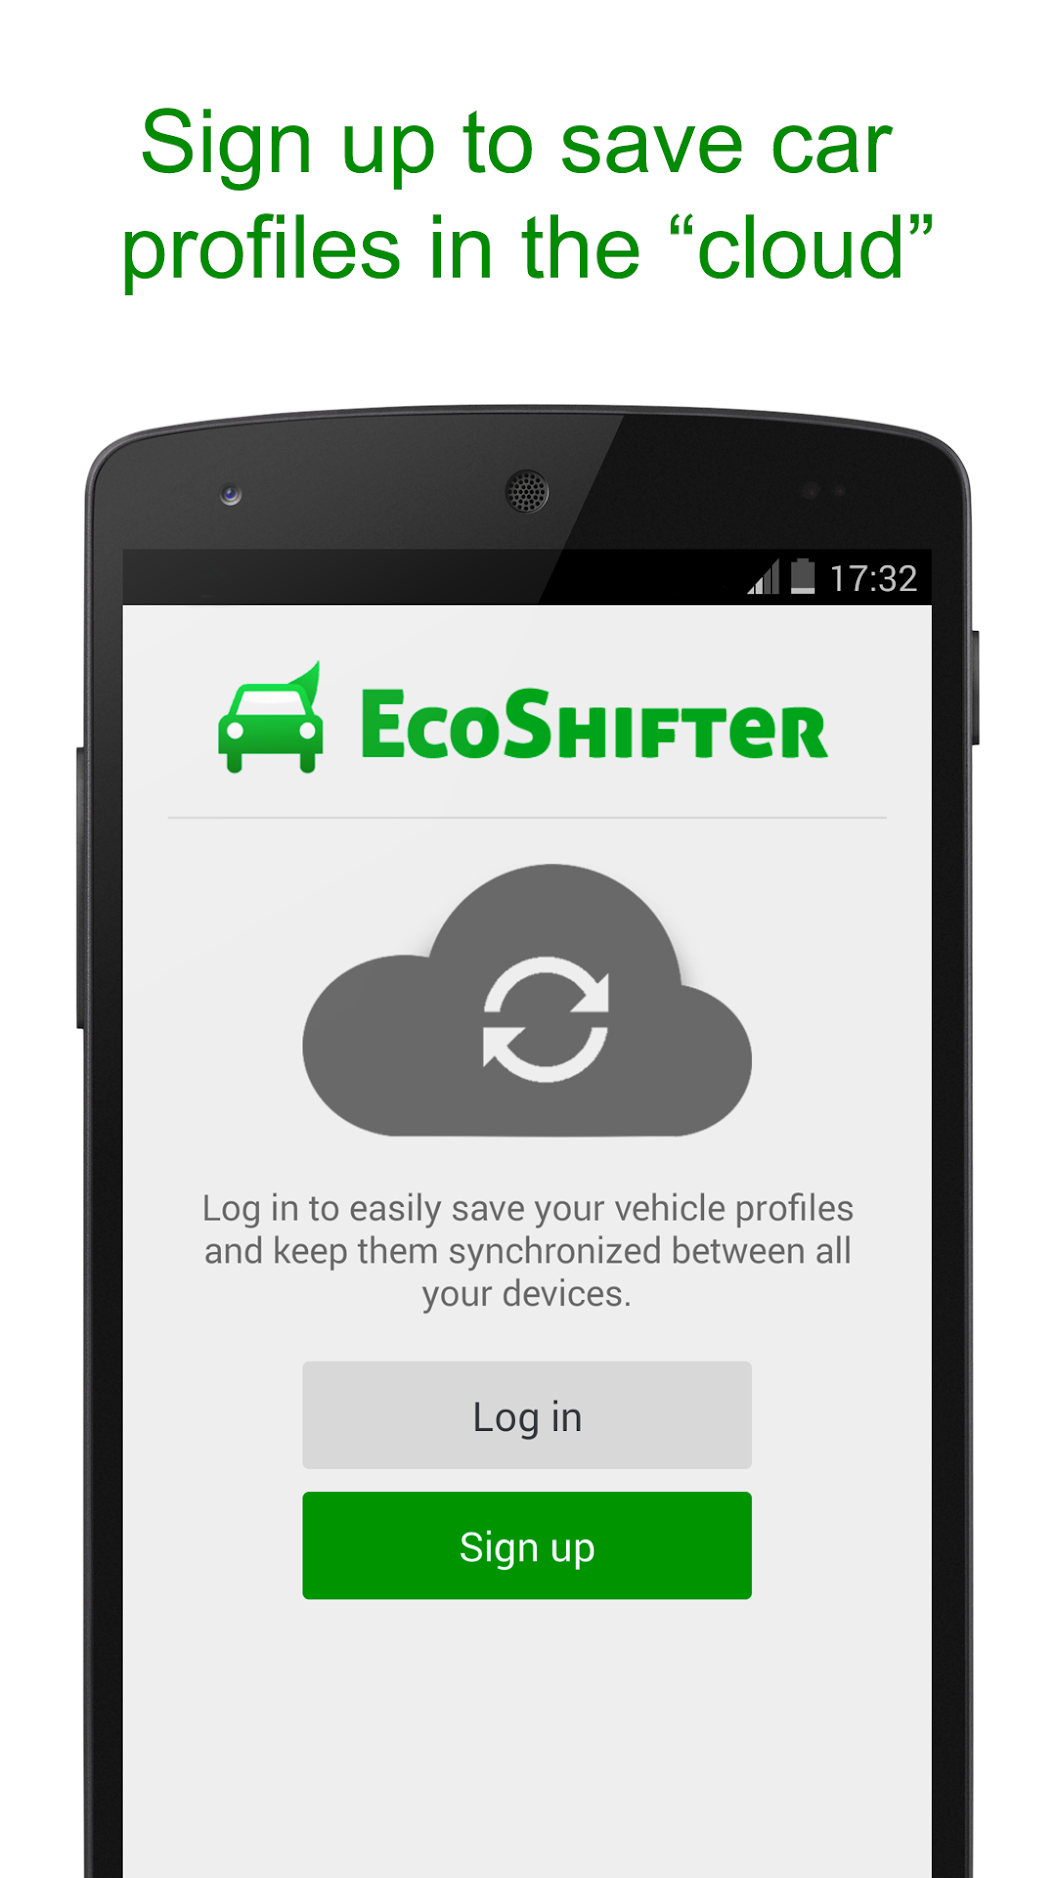 Sign up to save car
profiles in the “cloud”
17:32
EcoShifter
Log in to easily save your vehicle profiles
and keep them synchronized between all
your devices.
Log in
Sign up